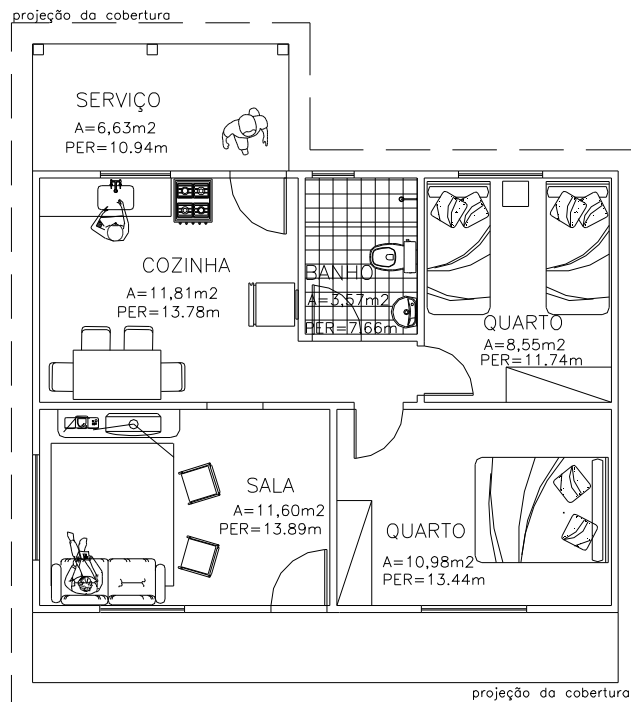 projeção da cobertura
SERVIÇO
A=6,63m2
PER=10.94m
COZINHA
A=11,81m2
PER=13.78m
BANHO
A=3,57m2
PER=7.66m
QUARTO
A=8,55m2
PER=11.74m
SALA
A=11,60m2
PER=13.89m
QUARTO
A=10,98m2
PER=13.44m
projeção da cobertura